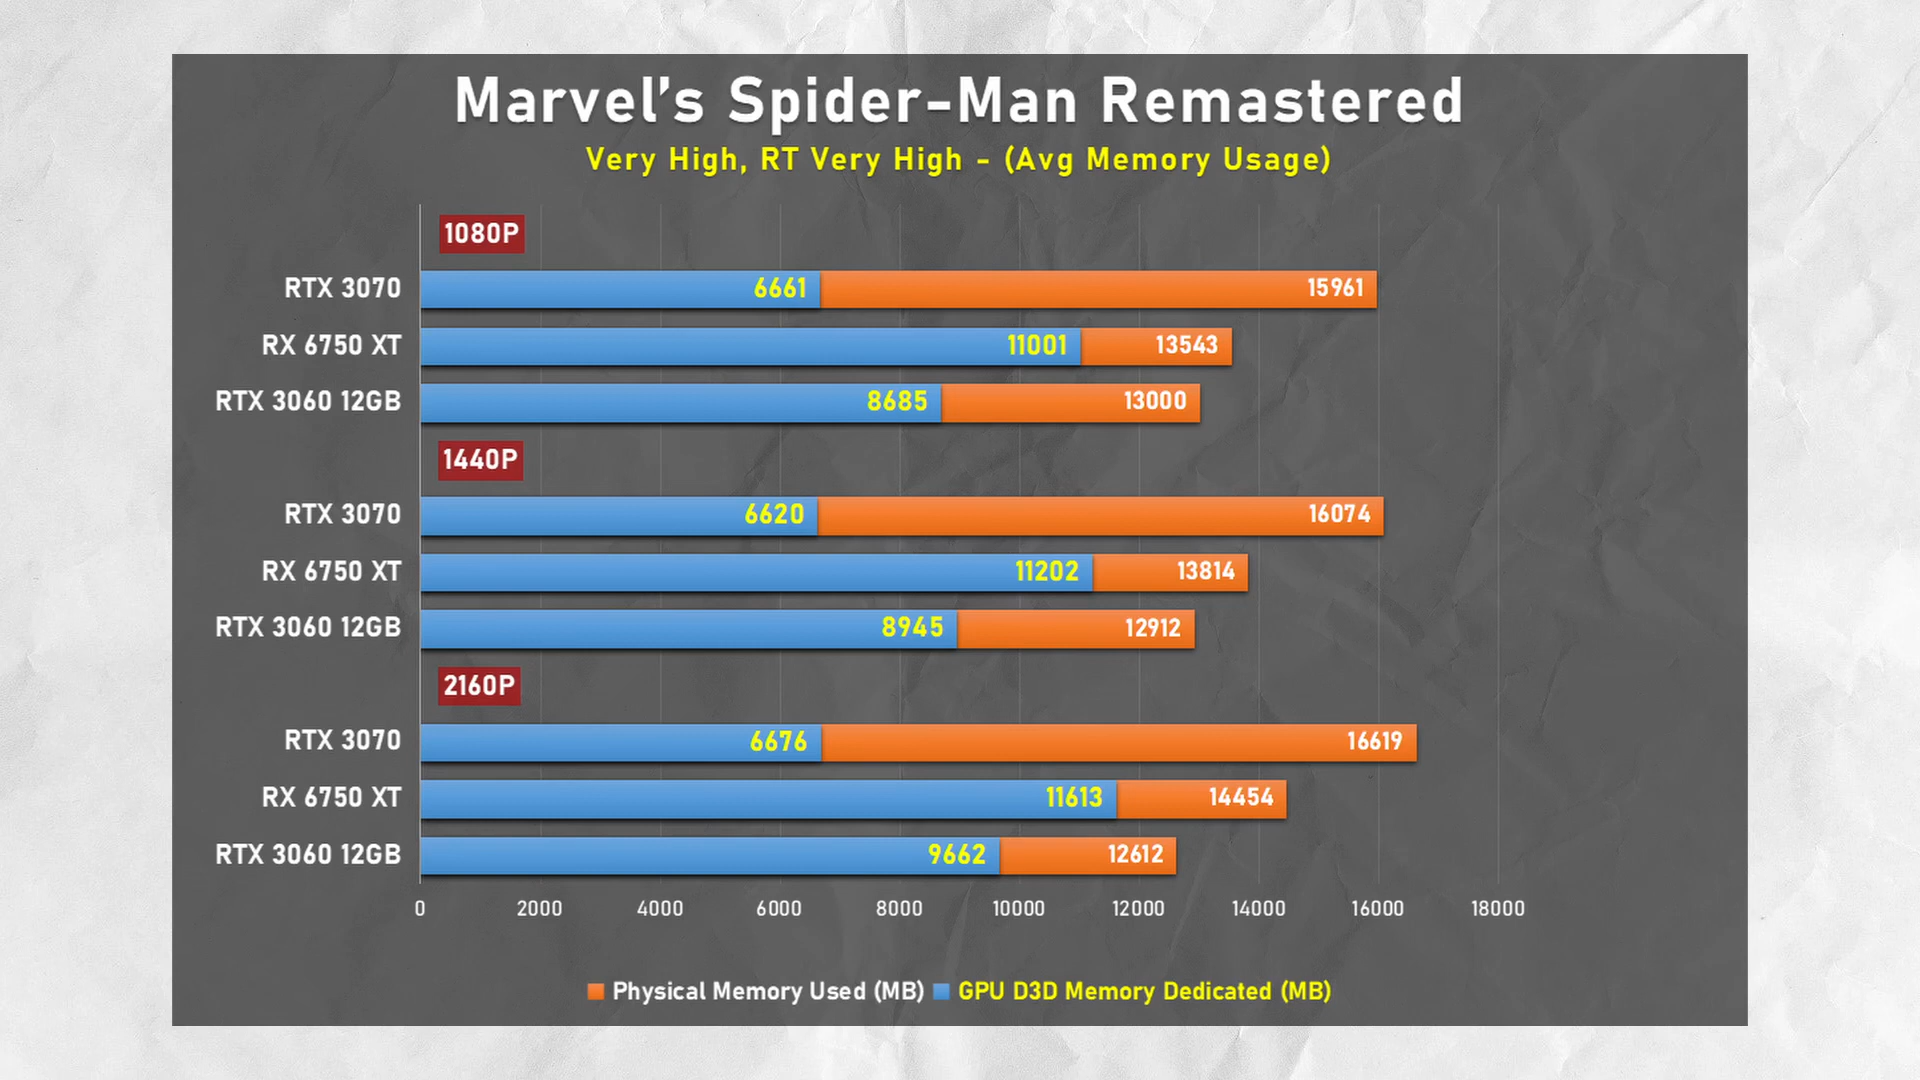 Marvel's Spider-Man Remastered
Very High, RT Very High - (Avg Memory Usage)
1080P
RTX 3070 6661 15961
RX 6750 XT 11001 13543
RTX 3060 12GB 8685 13000
1440P
RTX 3070 6620 16074
RX 6750 XT 11202 13814
RTX 3060 12GB 8945 12912
2160P
RTX 3070 6676 16619
RX 6750 XT 11613 14454
RTX 3060 12GB 9662 12612
0 2000 4000 6000 8000 10000 12000 14000 16000 18000
Physical Memory Used (MB) GPU D3D Memory Dedicated (MB)